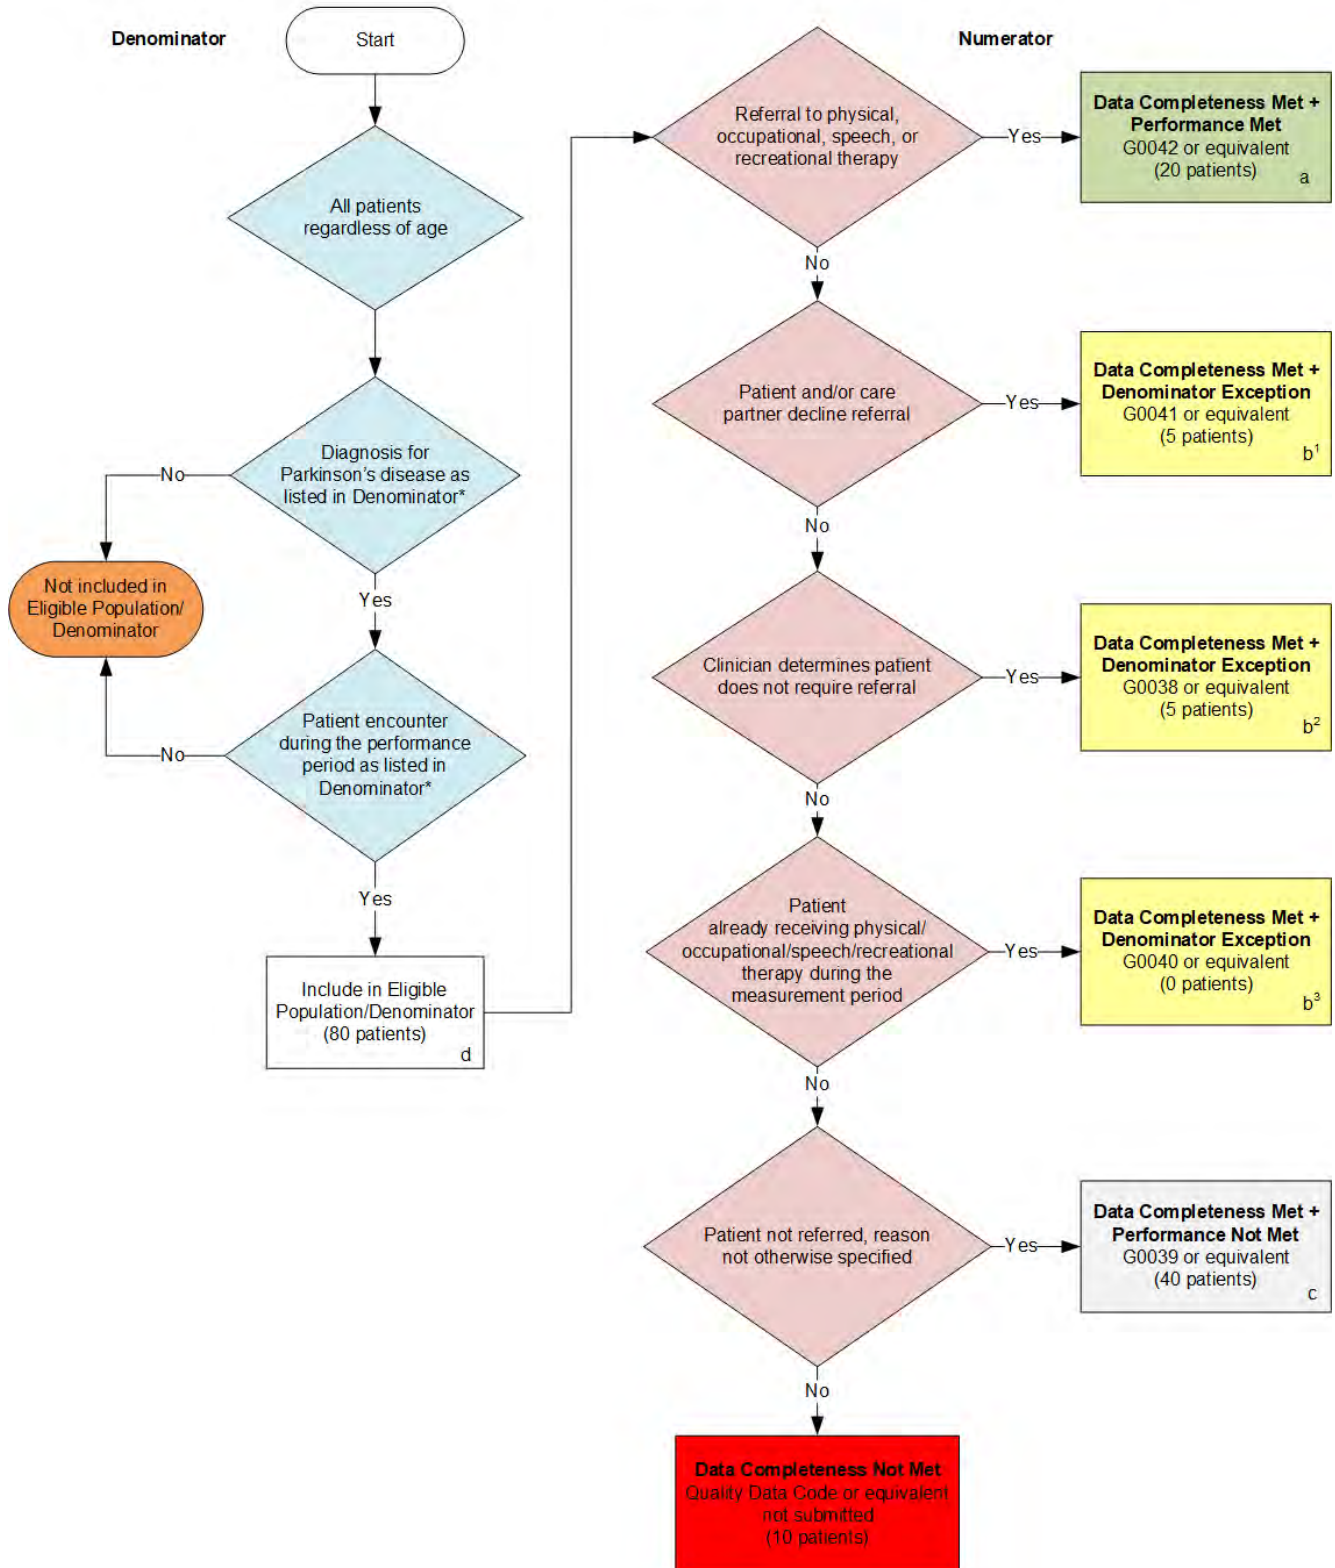 Denominator
Start
All patients
regardless of age
Diagnosis for
Parkinson's disease as
listed in Denominator*
No
Not included in
Eligible Population/
Denominator
Yes
Patient encounter
during the performance
period as listed in
Denominator*
No
Yes
Include in Eligible
Population/Denominator
(80 patients)
d
Numerator
Referral to physical,
occupational, speech, or
recreational therapy
Yes
Data Completeness Met +
Performance Met
G0042 or equivalent
(20 patients)
a
No
Patient and/or care
partner decline referral
Yes
Data Completeness Met +
Denominator Exception
G0041 or equivalent
(5 patients)
b¹
No
Clinician determines patient
does not require referral
Yes
Data Completeness Met +
Denominator Exception
G0038 or equivalent
(5 patients)
b²
No
Patient
already receiving physical/
occupational/speech/recreational
therapy during the
measurement period
Yes
Data Completeness Met +
Denominator Exception
G0040 or equivalent
(0 patients)
b³
No
Patient not referred, reason
not otherwise specified
Yes
Data Completeness Met +
Performance Not Met
G0039 or equivalent
(40 patients)
c
No
Data Completeness Not Met
Quality Data Code or equivalent
not submitted
(10 patients)